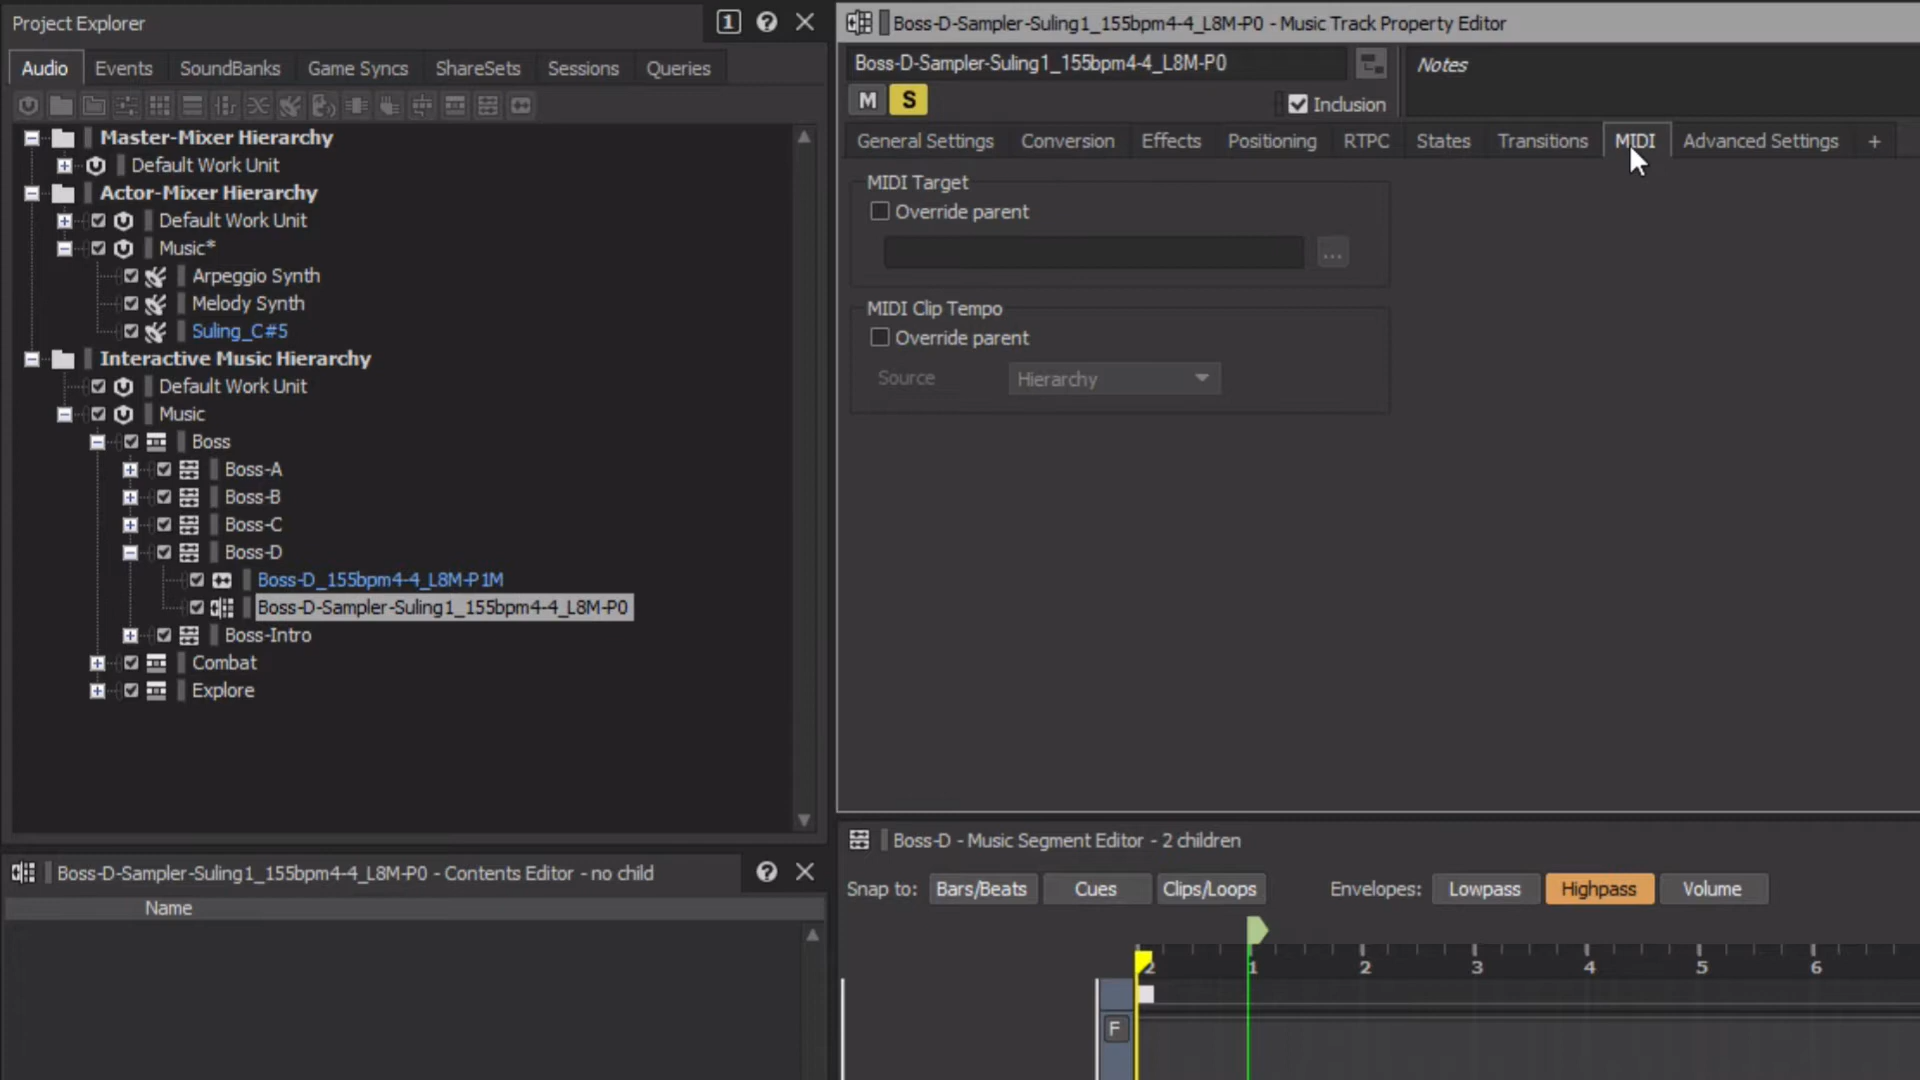 Project Explorer
1
Audio Events SoundBanks Game Syncs ShareSets Sessions Queries
Master-Mixer Hierarchy
Default Work Unit
Actor-Mixer Hierarchy
Default Work Unit
Music*
Arpeggio Synth
Melody Synth
Suling_C#5
Interactive Music Hierarchy
Default Work Unit
Music
Boss
Boss-A
Boss-B
Boss-C
Boss-D
Boss-D_155bpm4-4_L8M-P1M
Boss-D-Sampler-Suling1_155bpm4-4_L8M-P0
Boss-Intro
Combat
Explore
Boss-D-Sampler-Suling1_155bpm4-4_L8M-P0 - Contents Editor - no child
Name
Boss-D-Sampler-Suling1_155bpm4-4_L8M-P0 - Music Track Property Editor
Boss-D-Sampler-Suling1_155bpm4-4_L8M-P0
Notes
M S Inclusion
General Settings Conversion Effects Positioning RTPC States Transitions MIDI Advanced Settings +
MIDI Target
Override parent
...
MIDI Clip Tempo
Override parent
Source Hierarchy
Boss-D - Music Segment Editor - 2 children
Snap to: Bars/Beats Cues Clips/Loops Envelopes: Lowpass Highpass Volume
2 1 2 3 4 5 6
F